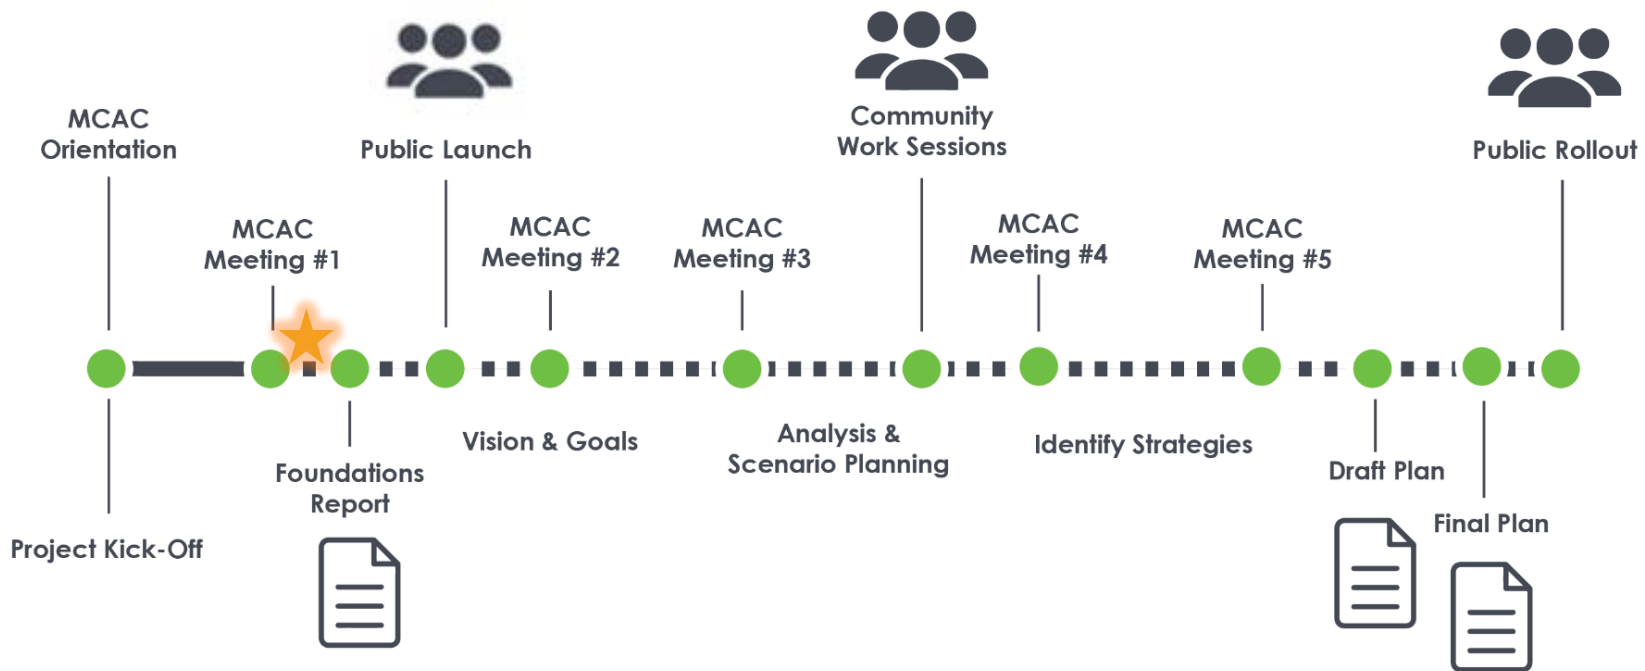 MCAC
Orientation
Public Launch
Community
Work Sessions
Public Rollout
MCAC
Meeting #1
MCAC
Meeting #2
MCAC
Meeting #3
MCAC
Meeting #4
MCAC
Meeting #5
Project Kick-Off
Foundations
Report
Vision & Goals
Analysis &
Scenario Planning
Identify Strategies
Draft Plan
Final Plan